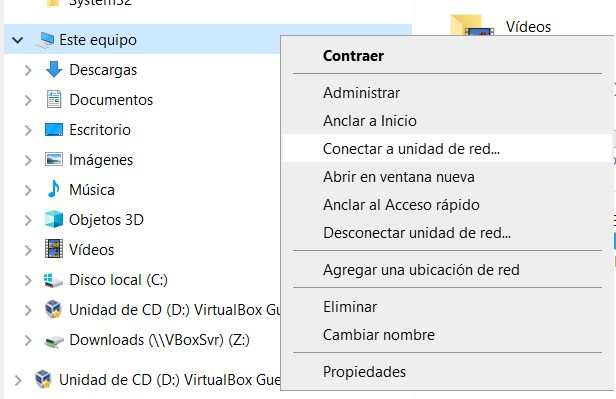 System32
Este equipo
Descargas
Documentos
Escritorio
Imágenes
Música
Objetos 3D
Vídeos
Disco local (C:)
Unidad de CD (D:) VirtualBox Gue
Downloads (\\VBoxSvr) (Z:)
Unidad de CD (D:) VirtualBox Gue
Vídeos
Contraer
Administrar
Anclar a Inicio
Conectar a unidad de red...
Abrir en ventana nueva
Anclar al Acceso rápido
Desconectar unidad de red...
Agregar una ubicación de red
Eliminar
Cambiar nombre
Propiedades